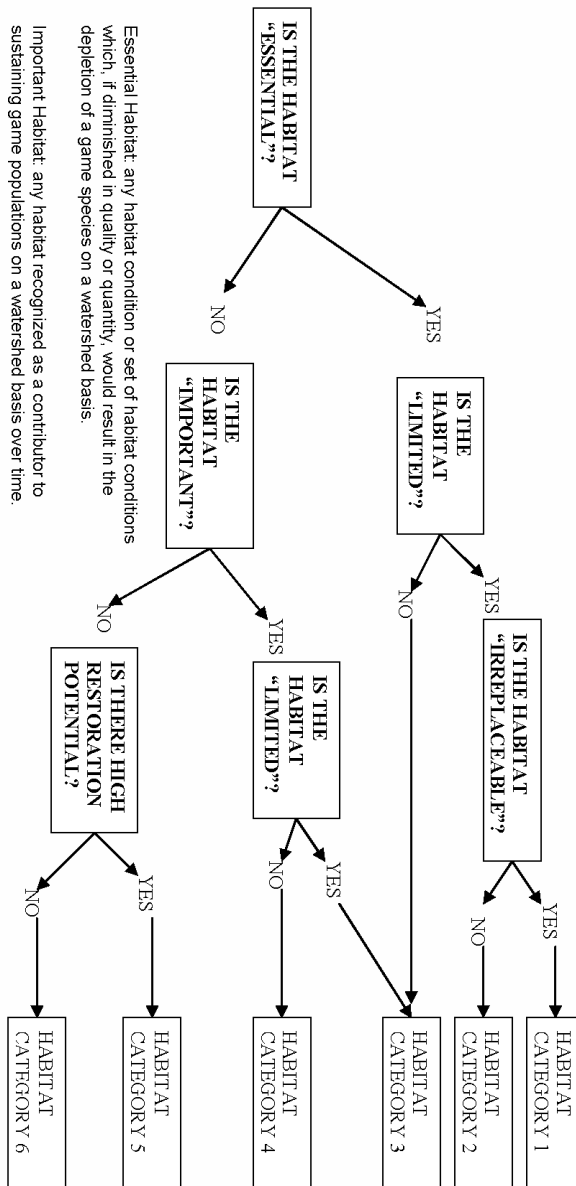 IS THE HABITAT
“ESSENTIAL”?
YES
NO
IS THE
HABITAT
“LIMITED”?
YES
NO
IS THE HABITAT
“IRREPLACEABLE”?
YES
NO
HABITAT
CATEGORY 1
HABITAT
CATEGORY 2
HABITAT
CATEGORY 3
IS THE
HABITAT
“IMPORTANT”?
YES
NO
IS THE
HABITAT
“LIMITED”?
YES
NO
HABITAT
CATEGORY 4
IS THERE HIGH
RESTORATION
POTENTIAL?
YES
NO
HABITAT
CATEGORY 5
HABITAT
CATEGORY 6
Essential Habitat: any habitat condition or set of habitat conditions
which, if diminished in quality or quantity, would result in the
depletion of a game species on a watershed basis.
Important Habitat: any habitat recognized as a contributor to
sustaining game populations on a watershed basis over time.